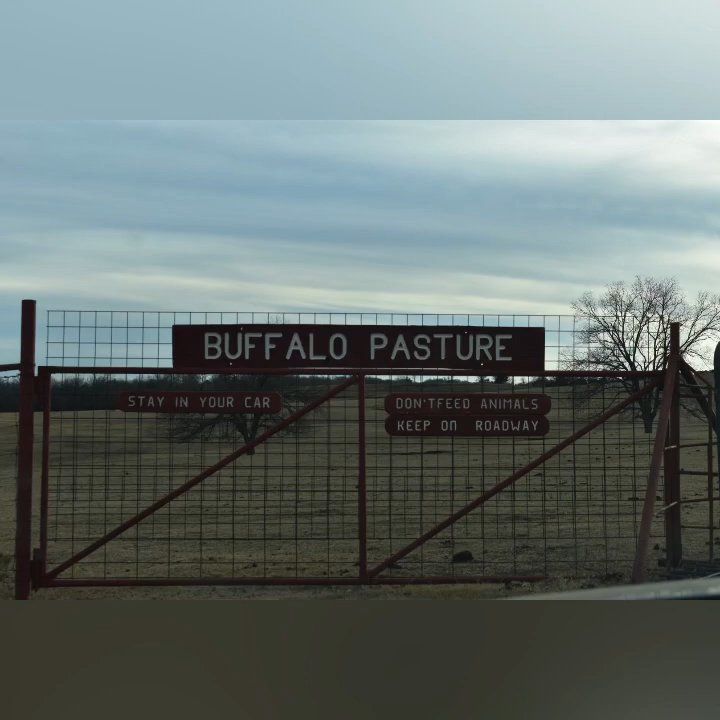 BUFFALO PASTURE
STAY IN YOUR CAR
DON'TFEED ANIMALS
KEEP ON ROADWAY